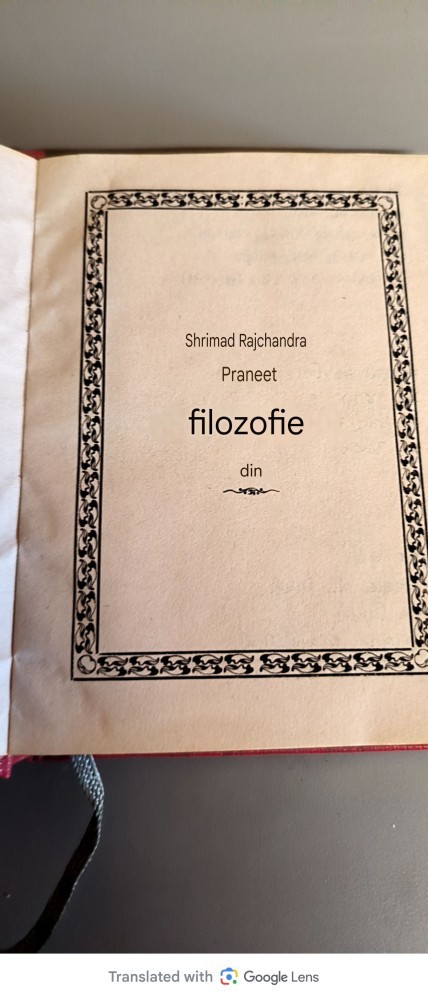 Shrimad Rajchandra
Praneet
filozofie
din
Translated with Google Lens